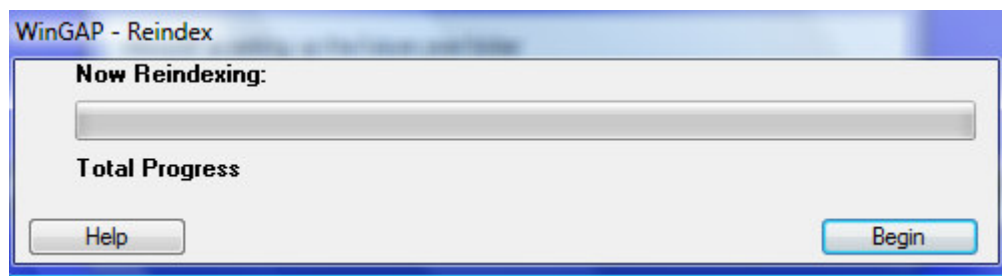 WinGAP - Reindex
Now Reindexing:
Total Progress
Help
Begin